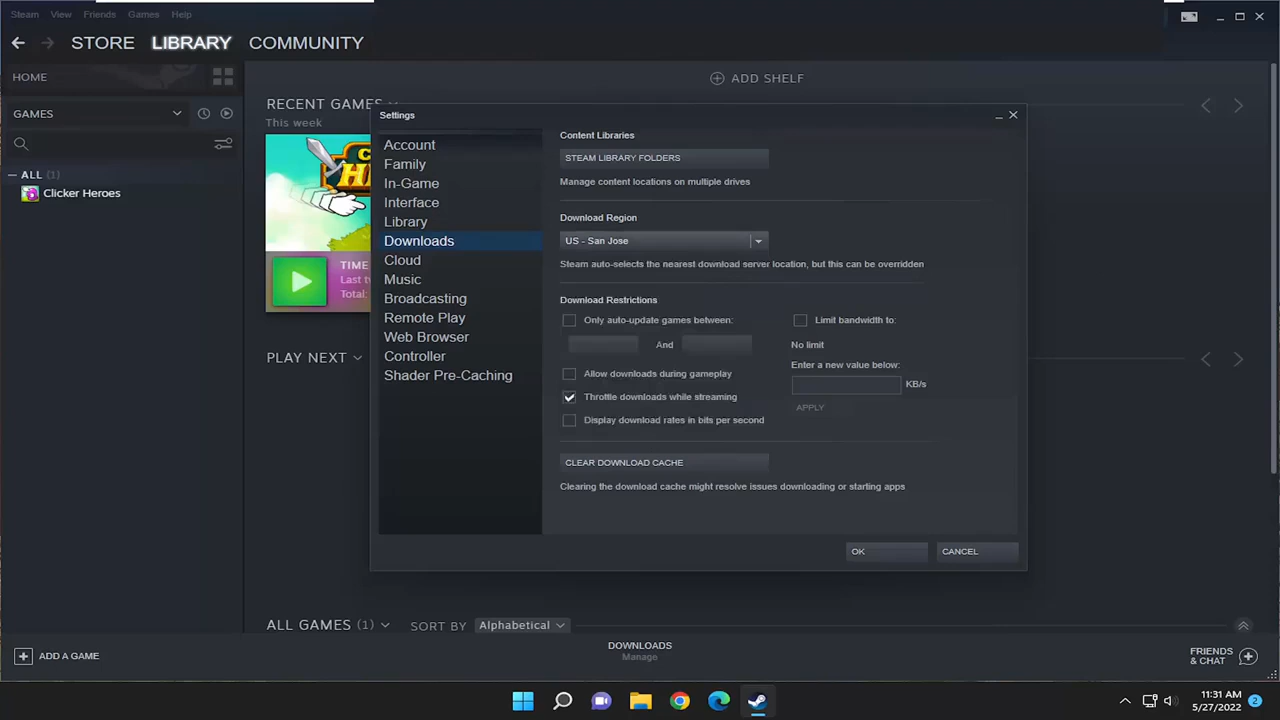 Steam View Friends Games Help
STORE LIBRARY COMMUNITY
HOME
ADD SHELF
GAMES
RECENT GAMES
This week
ALL (1)
Clicker Heroes
TIME
Last
Total:
PLAY NEXT
Settings
Account
Family
In-Game
Interface
Library
Downloads
Cloud
Music
Broadcasting
Remote Play
Web Browser
Controller
Shader Pre-Caching
Content Libraries
STEAM LIBRARY FOLDERS
Manage content locations on multiple drives
Download Region
US - San Jose
Steam auto-selects the nearest download server location, but this can be overridden
Download Restrictions
Only auto-update games between:
And
Limit bandwidth to:
No limit
Enter a new value below:
KB/s
APPLY
Allow downloads during gameplay
Throttle downloads while streaming
Display download rates in bits per second
CLEAR DOWNLOAD CACHE
Clearing the download cache might resolve issues downloading or starting apps
OK CANCEL
ALL GAMES (1) SORT BY Alphabetical
ADD A GAME
DOWNLOADS
Manage
FRIENDS
& CHAT
11:31 AM
5/27/2022
2